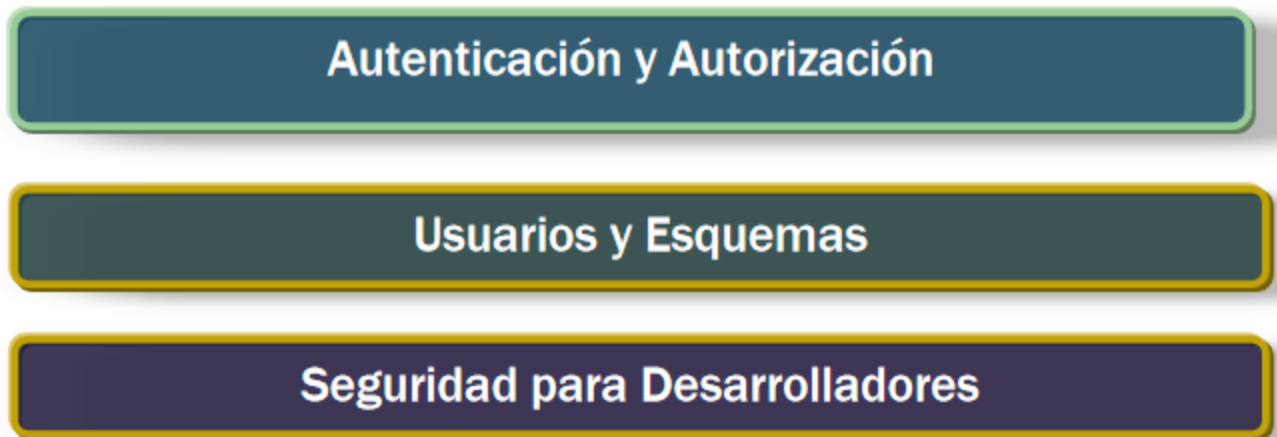 Autenticación y Autorización
Usuarios y Esquemas
Seguridad para Desarrolladores